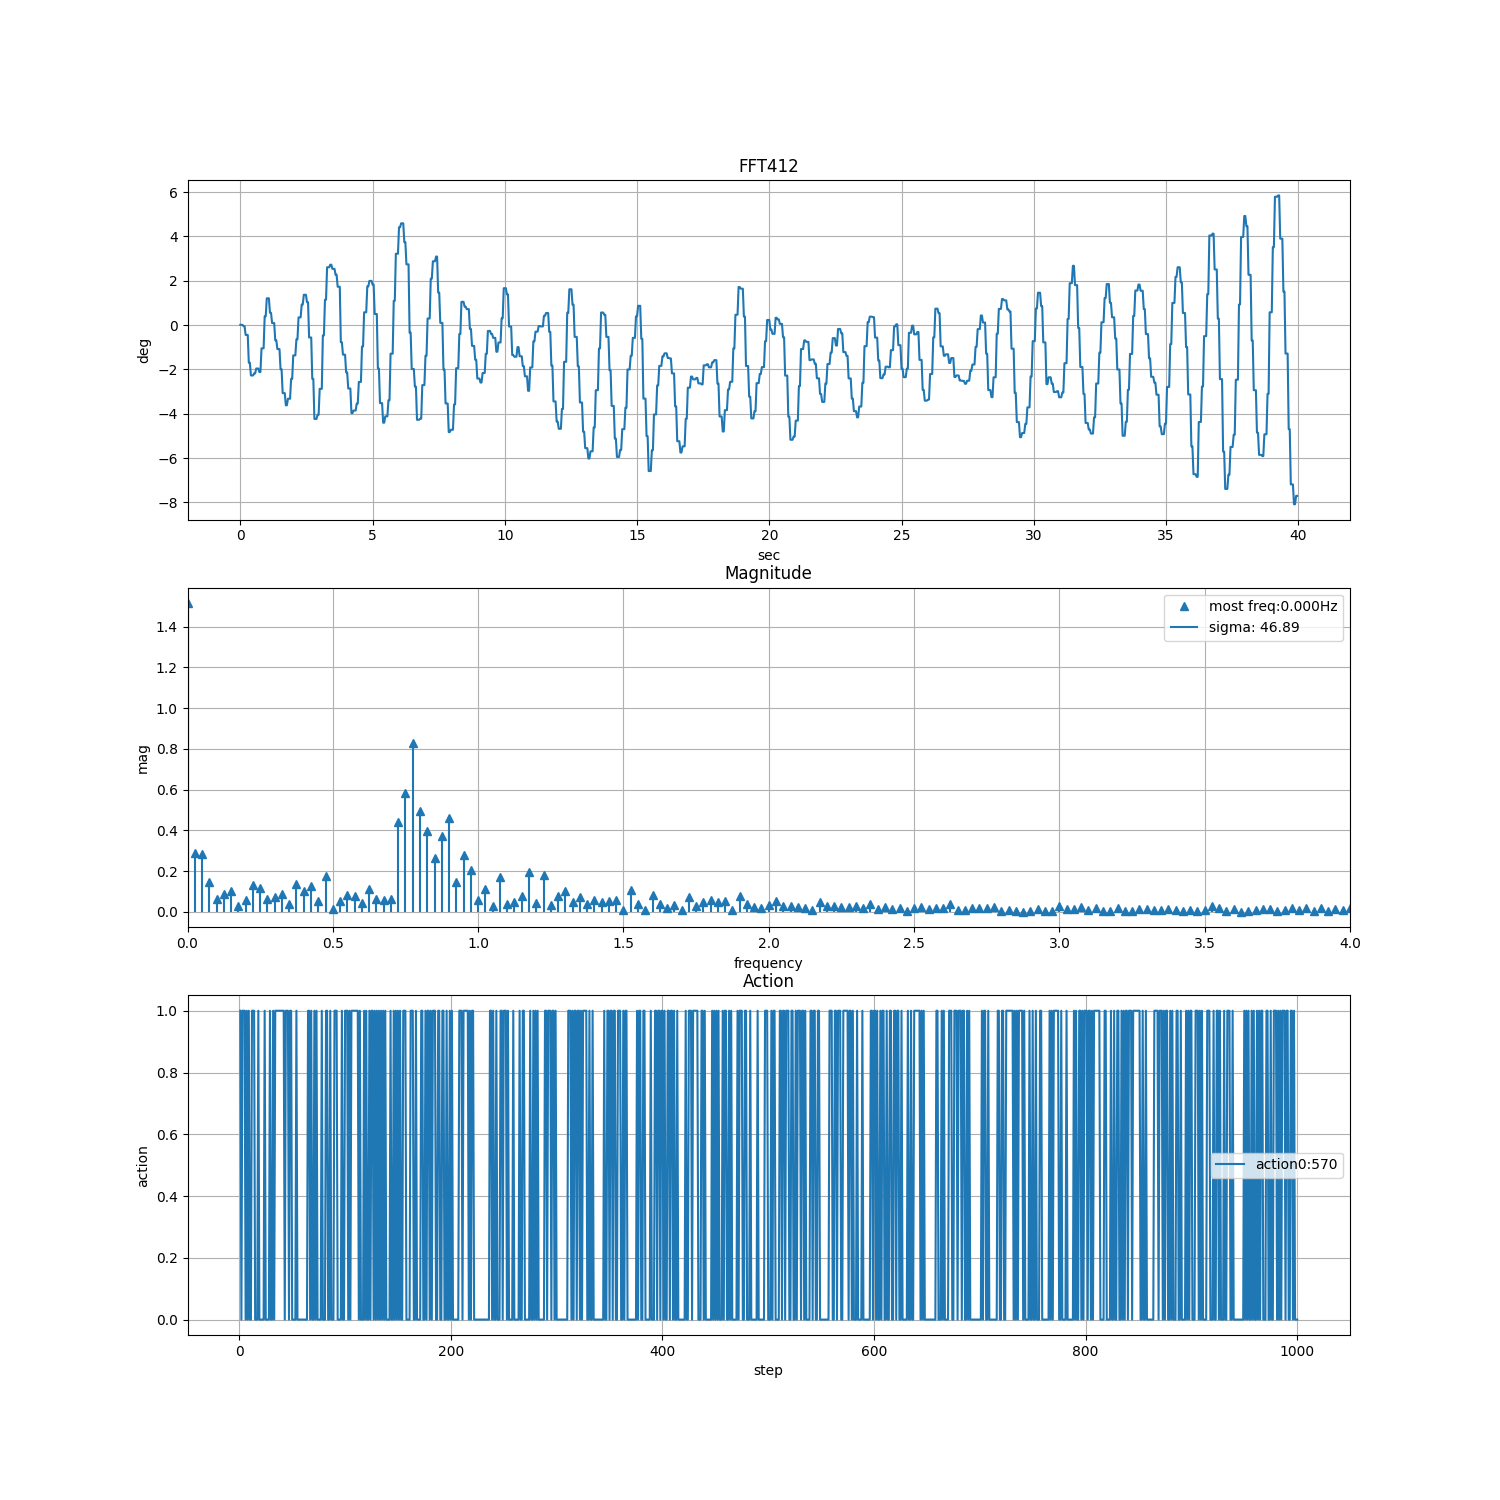 FFT412
6
4
2
0
−2
−4
−6
−8
deg
0 5 10 15 20 25 30 35 40
sec
Magnitude
most freq:0.000Hz
sigma: 46.89
1.4
1.2
1.0
0.8
0.6
0.4
0.2
0.0
mag
0.0 0.5 1.0 1.5 2.0 2.5 3.0 3.5 4.0
frequency
Action
1.0
0.8
0.6
0.4
0.2
0.0
action
action0:570
0 200 400 600 800 1000
step